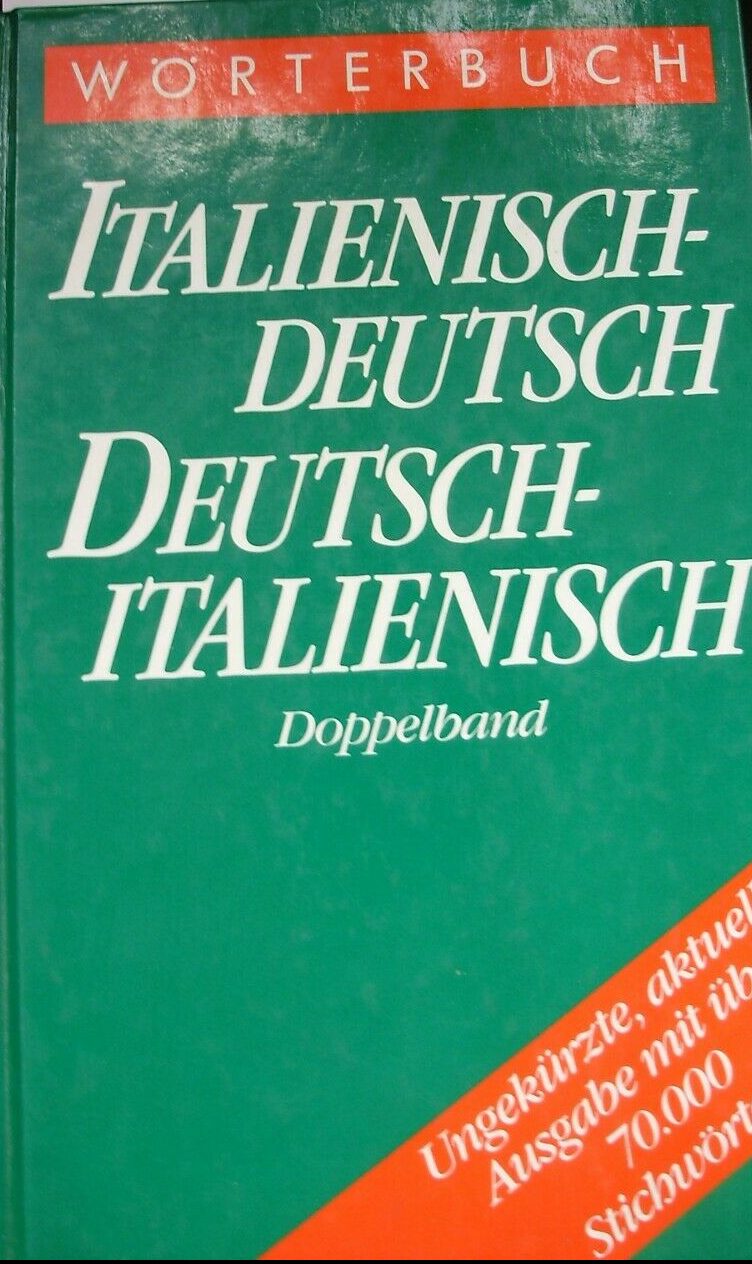 WÖRTERBUCH
ITALIENISCH-
DEUTSCH
DEUTSCH-
ITALIENISCH
Doppelband
Ungekürzte,
Ausgabe mit
70.000